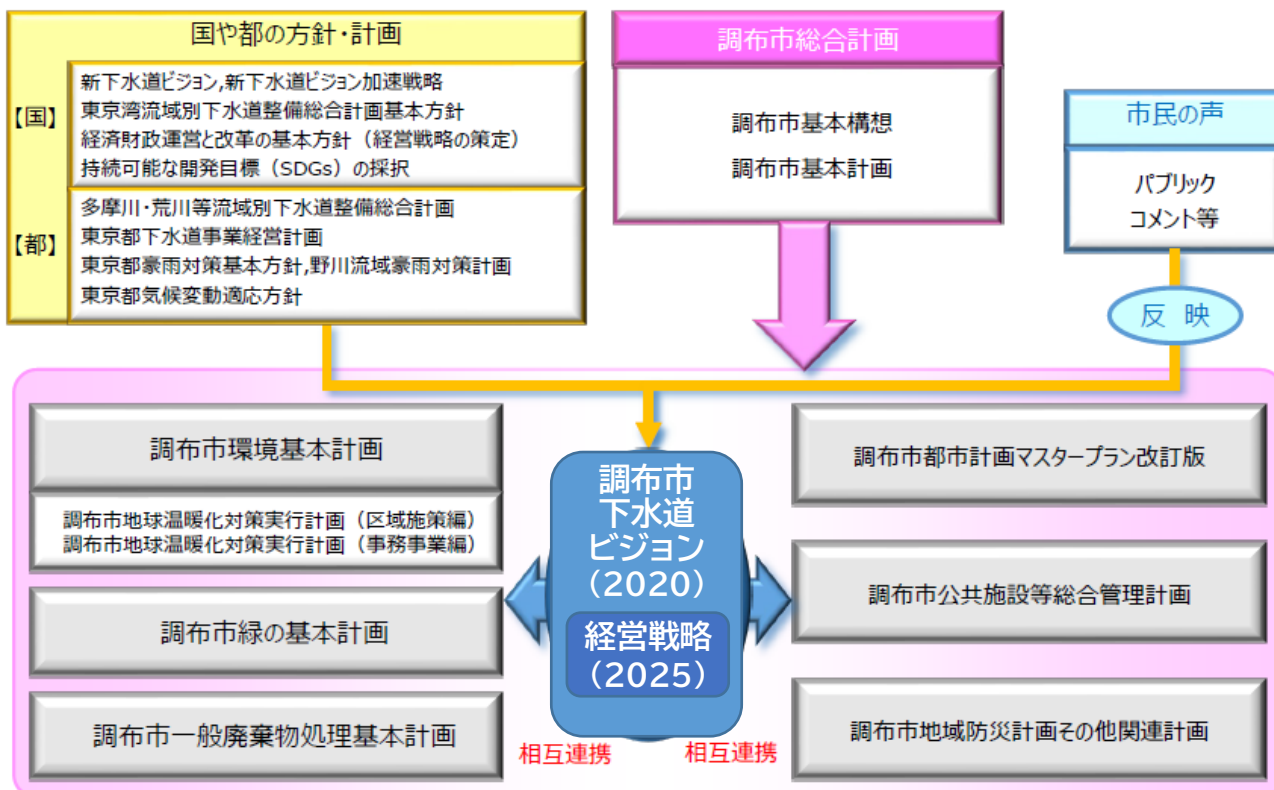 国や都の方針・計画
【国】
新下水道ビジョン,新下水道ビジョン加速戦略
東京湾流域別下水道整備総合計画基本方針
経済財政運営と改革の基本方針（経営戦略の策定）
持続可能な開発目標（SDGs）の採択
【都】
多摩川・荒川等流域別下水道整備総合計画
東京都下水道事業経営計画
東京都豪雨対策基本方針,野川流域豪雨対策計画
東京都気候変動適応方針
調布市総合計画
調布市基本構想
調布市基本計画
市民の声
パブリック
コメント等
反 映
調布市環境基本計画
調布市地球温暖化対策実行計画（区域施策編）
調布市地球温暖化対策実行計画（事務事業編）
調布市緑の基本計画
調布市一般廃棄物処理基本計画
調布市
下水道
ビジョン
（2020）
経営戦略
（2025）
相互連携
相互連携
調布市都市計画マスタープラン改訂版
調布市公共施設等総合管理計画
調布市地域防災計画その他関連計画